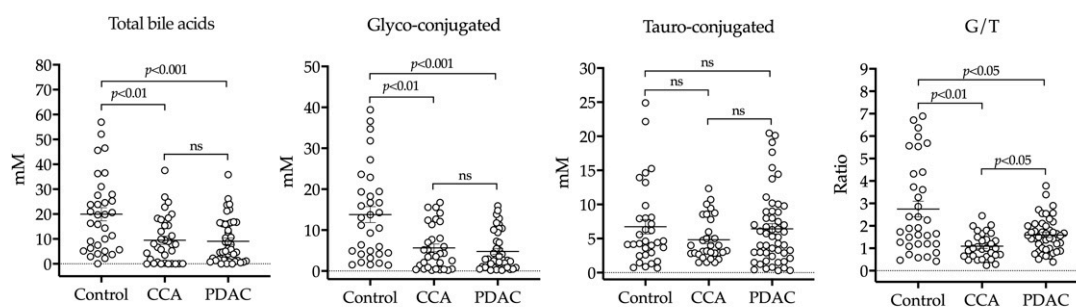 Total bile acids
80
70
60
50
40
30
20
10
0
mM
p<0.001
p<0.01
ns
Control CCA PDAC
Glyco-conjugated
50
40
30
20
10
0
mM
p<0.001
p<0.01
ns
Control CCA PDAC
Tauro-conjugated
30
25
20
15
10
5
0
mM
ns
ns
ns
Control CCA PDAC
G/T
9
8
7
6
5
4
3
2
1
0
Ratio
p<0.05
p<0.01
p<0.05
Control CCA PDAC